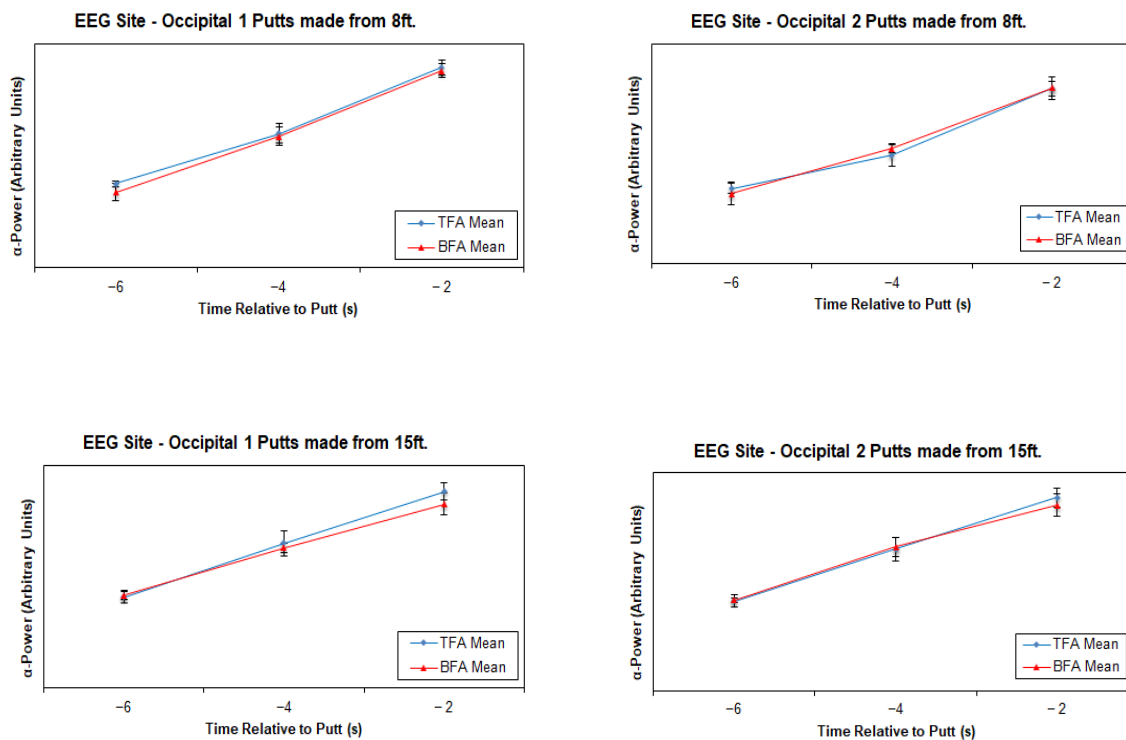 EEG Site - Occipital 1 Putts made from 8ft.
α-Power (Arbitrary Units)
TFA Mean
BFA Mean
–6
–4
– 2
Time Relative to Putt (s)
EEG Site - Occipital 2 Putts made from 8ft.
α-Power (Arbitrary Units)
TFA Mean
BFA Mean
–6
–4
– 2
Time Relative to Putt (s)
EEG Site - Occipital 1 Putts made from 15ft.
α-Power (Arbitrary Units)
TFA Mean
BFA Mean
–6
–4
– 2
Time Relative to Putt (s)
EEG Site - Occipital 2 Putts made from 15ft.
α-Power (Arbitrary Units)
TFA Mean
BFA Mean
–6
–4
– 2
Time Relative to Putt (s)